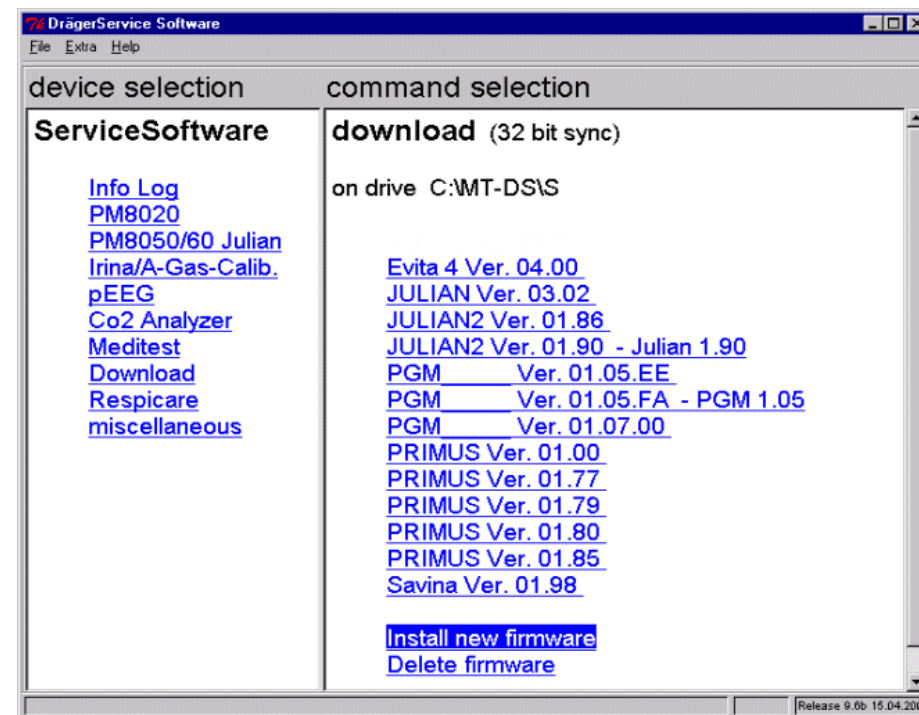 DrägerService Software
File Extra Help
device selection
command selection
ServiceSoftware
Info Log
PM8020
PM8050/60 Julian
Irina/A-Gas-Calib.
pEEG
Co2 Analyzer
Meditest
Download
Respicare
miscellaneous
download (32 bit sync)
on drive C:\MT-DS\S
Evita 4 Ver. 04.00
JULIAN Ver. 03.02
JULIAN2 Ver. 01.86
JULIAN2 Ver. 01.90 - Julian 1.90
PGM_____ Ver. 01.05.EE
PGM_____ Ver. 01.05.FA - PGM 1.05
PGM_____ Ver. 01.07.00
PRIMUS Ver. 01.00
PRIMUS Ver. 01.77
PRIMUS Ver. 01.79
PRIMUS Ver. 01.80
PRIMUS Ver. 01.85
Savina Ver. 01.98
Install new firmware
Delete firmware
Release 9.6b